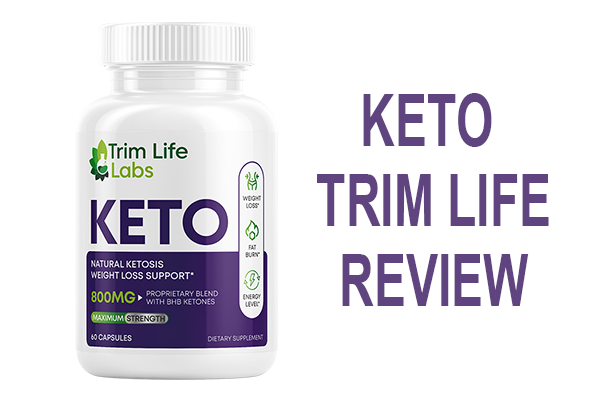 Trim Life
Labs
KETO
WEIGHT
LOSS*
FAT
BURN*
ENERGY
LEVEL*
NATURAL KETOSIS
WEIGHT LOSS SUPPORT*
800MG
PROPRIETARY BLEND
WITH BHB KETONES
MAXIMUM STRENGTH
60 CAPSULES
DIETARY SUPPLEMENT
KETO
TRIM LIFE
REVIEW